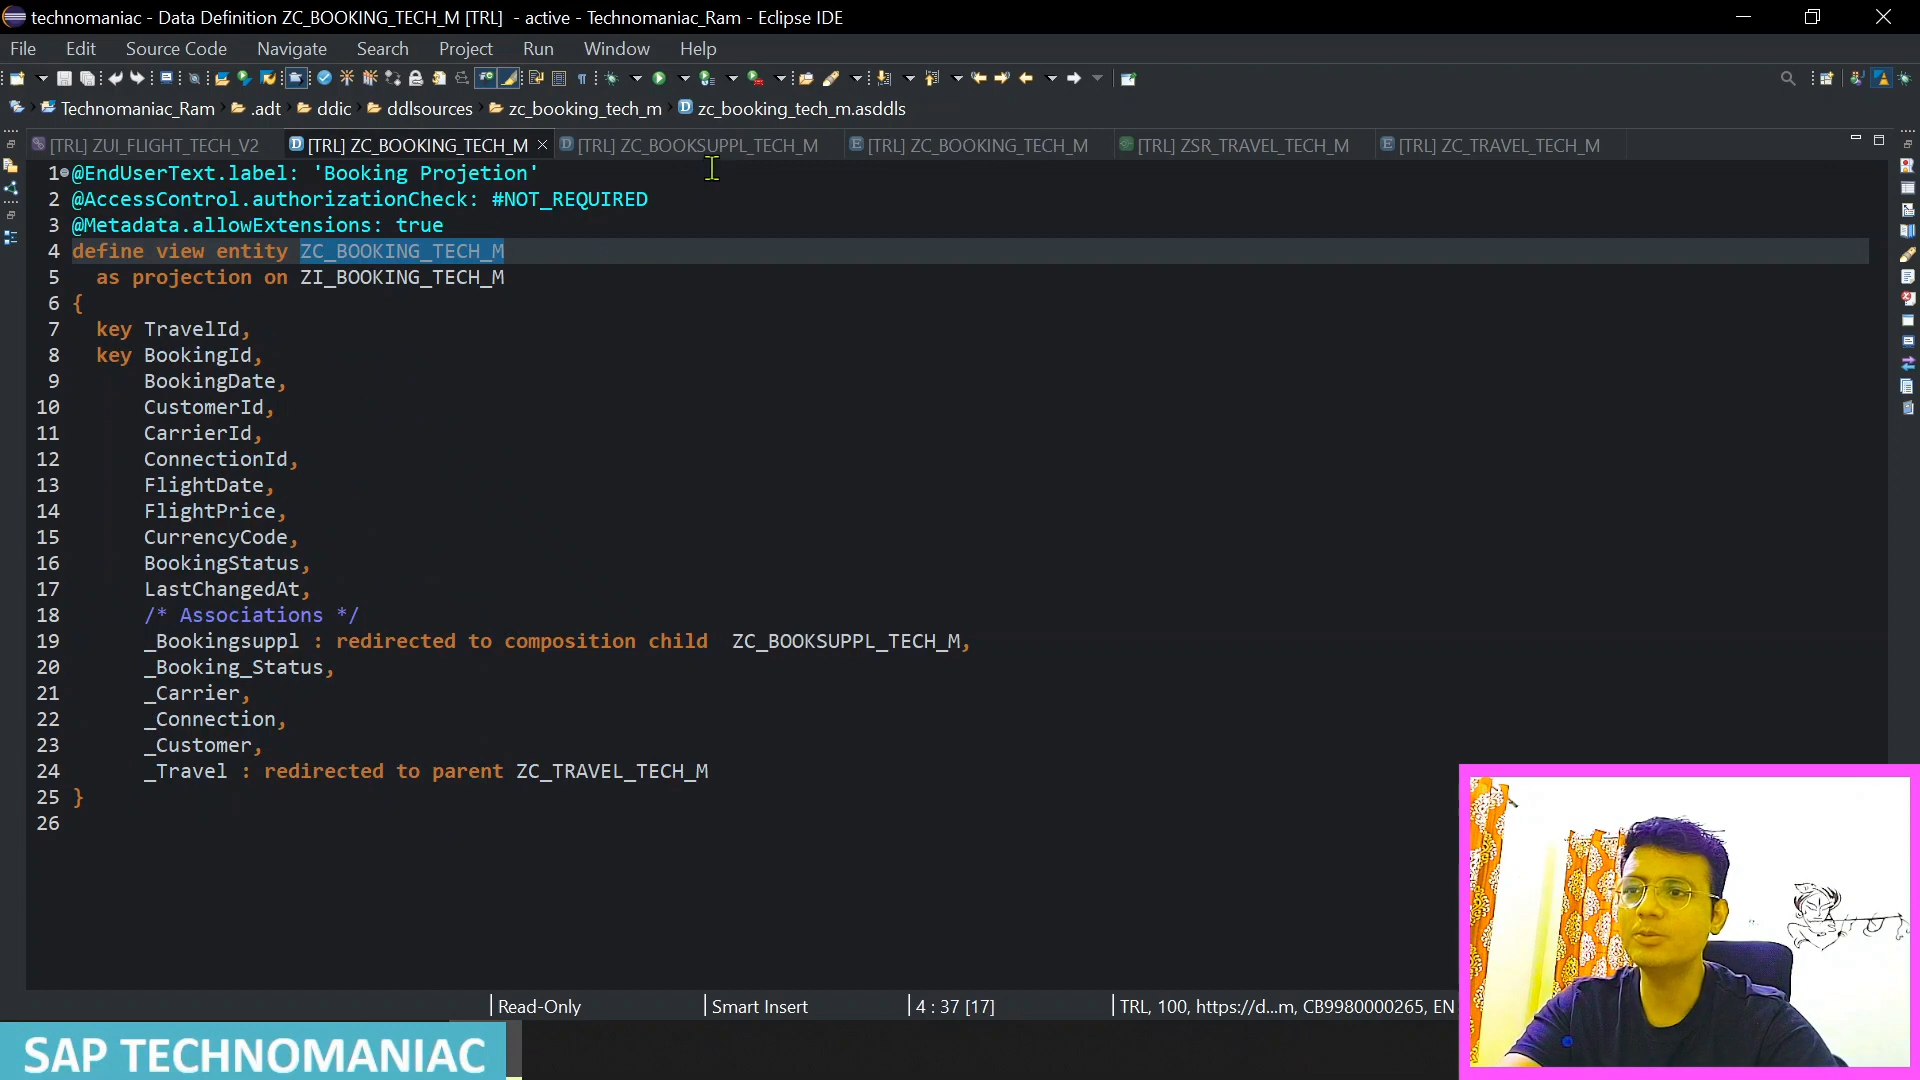 technomaniac - Data Definition ZC_BOOKING_TECH_M [TRL] - active - Technomaniac_Ram - Eclipse IDE
File Edit Source Code Navigate Search Project Run Window Help
Technomaniac_Ram .adt ddic ddlsources zc_booking_tech_m zc_booking_tech_m.asddls
[TRL] ZUI_FLIGHT_TECH_V2 [TRL] ZC_BOOKING_TECH_M [TRL] ZC_BOOKSUPPL_TECH_M [TRL] ZC_BOOKING_TECH_M [TRL] ZSR_TRAVEL_TECH_M [TRL] ZC_TRAVEL_TECH_M
1 @EndUserText.label: 'Booking Projetion'
2 @AccessControl.authorizationCheck: #NOT_REQUIRED
3 @Metadata.allowExtensions: true
4 define view entity ZC_BOOKING_TECH_M
5 as projection on ZI_BOOKING_TECH_M
6 {
7 key TravelId,
8 key BookingId,
9 BookingDate,
10 CustomerId,
11 CarrierId,
12 ConnectionId,
13 FlightDate,
14 FlightPrice,
15 CurrencyCode,
16 BookingStatus,
17 LastChangedAt,
18 /* Associations */
19 _Bookingsuppl : redirected to composition child ZC_BOOKSUPPL_TECH_M,
20 _Booking_Status,
21 _Carrier,
22 _Connection,
23 _Customer,
24 _Travel : redirected to parent ZC_TRAVEL_TECH_M
25 }
26
Read-Only Smart Insert 4 : 37 [17] TRL, 100, https://d...m, CB9980000265, EN
SAP TECHNOMANIAC